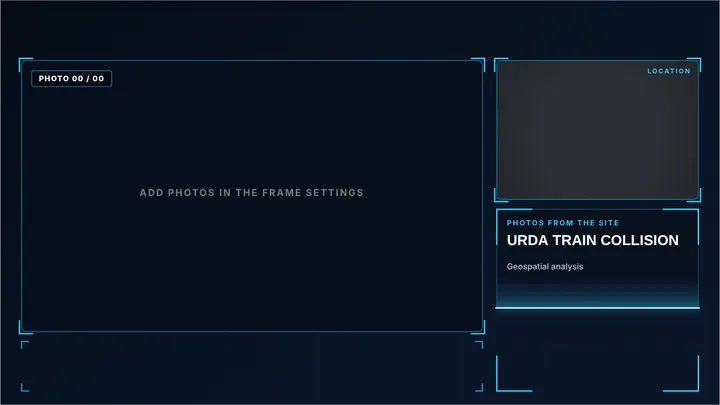 PHOTO 00 / 00
ADD PHOTOS IN THE FRAME SETTINGS
LOCATION
PHOTOS FROM THE SITE
URDA TRAIN COLLISION
Geospatial analysis